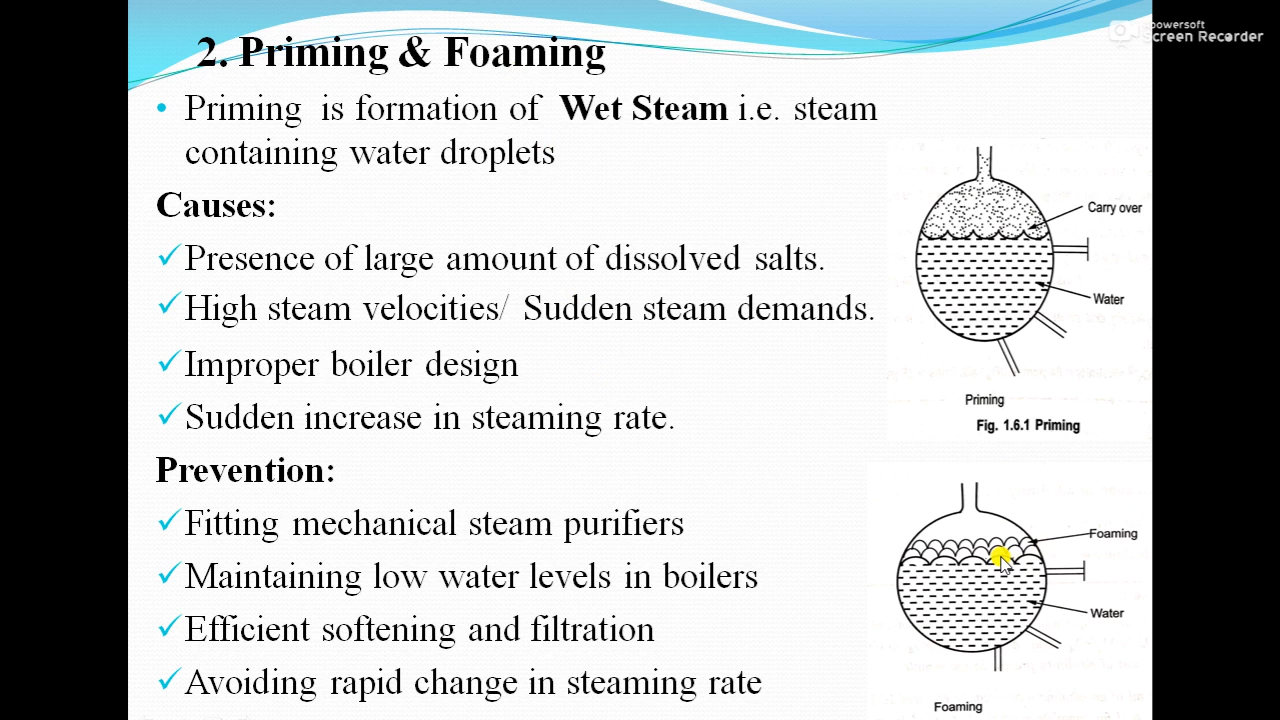 2. Priming & Foaming
• Priming is formation of Wet Steam i.e. steam
containing water droplets
Causes:
✓Presence of large amount of dissolved salts.
✓High steam velocities/ Sudden steam demands.
✓Improper boiler design
✓Sudden increase in steaming rate.
Prevention:
✓Fitting mechanical steam purifiers
✓Maintaining low water levels in boilers
✓Efficient softening and filtration
✓Avoiding rapid change in steaming rate
Carry over
Water
Priming
Fig. 1.6.1 Priming
Foaming
Water
Foaming
Apowersoft
Screen Recorder